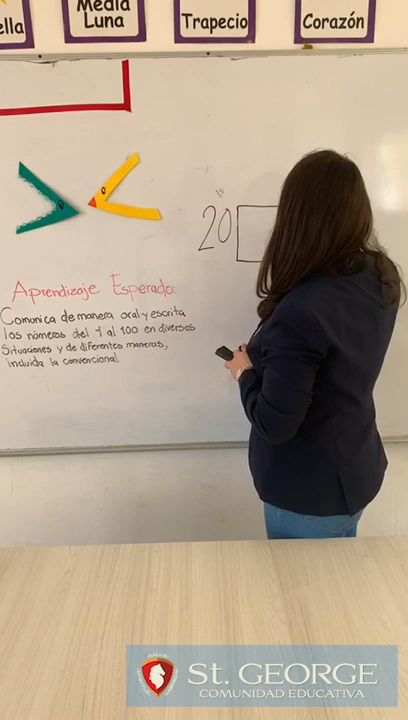 Media
Luna
Trapecio
Corazón
20
Aprendizaje Esperado:
Comunica de manera oral y escrita
los números del 1 al 100 en diversas
situaciones y de diferentes maneras,
incluida la convencional.
St. GEORGE
COMUNIDAD EDUCATIVA